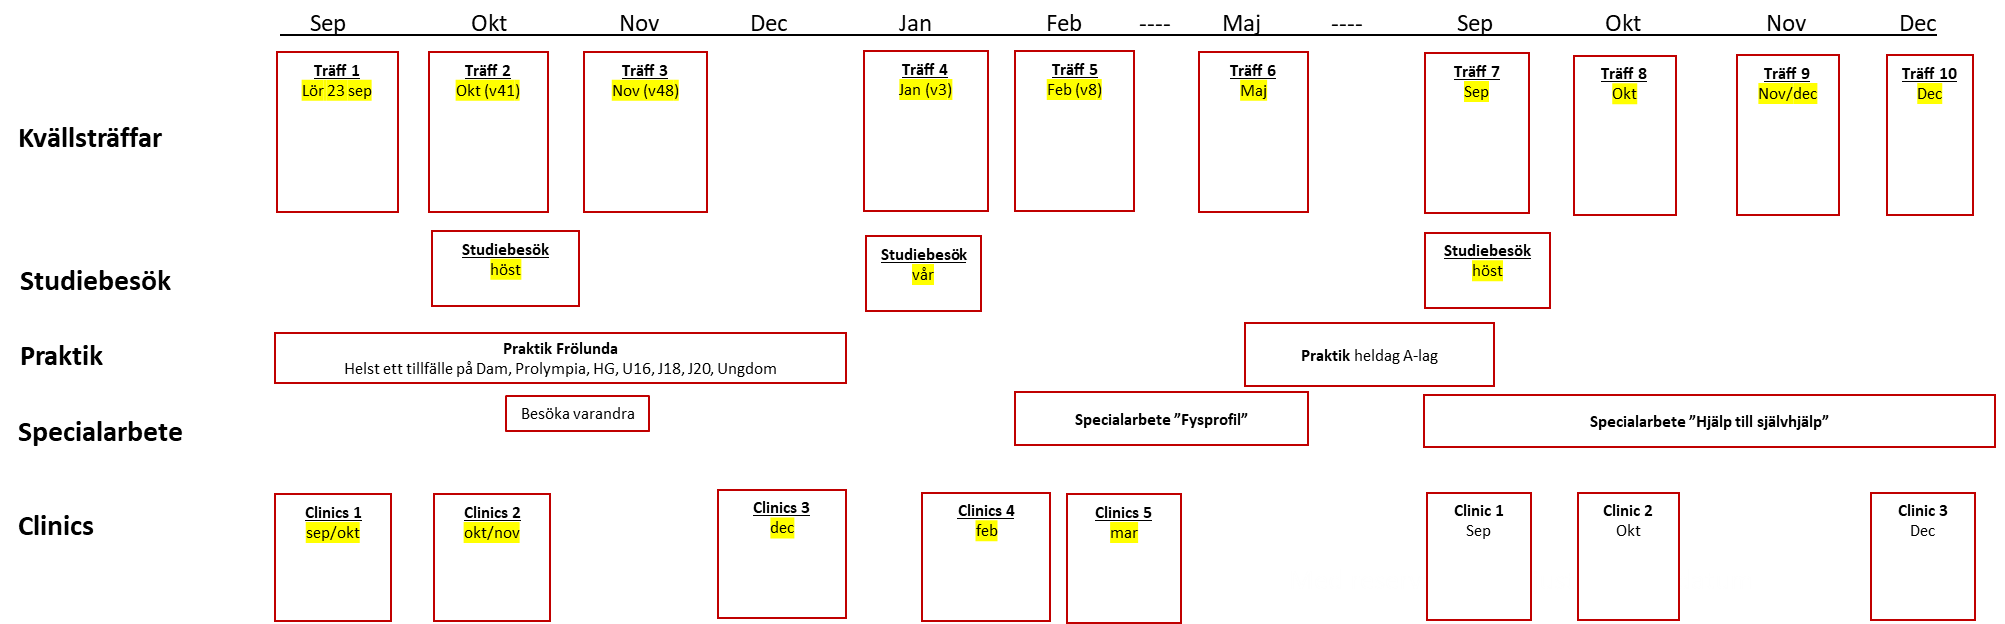 Sep Okt Nov Dec Jan Feb ---- Maj ---- Sep Okt Nov Dec
Kvällsträffar
Träff 1
Lör 23 sep
Träff 2
Okt (v41)
Träff 3
Nov (v48)
Träff 4
Jan (v3)
Träff 5
Feb (v8)
Träff 6
Maj
Träff 7
Sep
Träff 8
Okt
Träff 9
Nov/dec
Träff 10
Dec
Studiebesök
Studiebesök
höst
Studiebesök
vår
Studiebesök
höst
Praktik
Praktik Frölunda
Helst ett tillfälle på Dam, Prolympia, HG, U16, J18, J20, Ungdom
Praktik heldag A-lag
Specialarbete
Besöka varandra
Specialarbete ”Fysprofil”
Specialarbete ”Hjälp till självhjälp”
Clinics
Clinics 1
sep/okt
Clinics 2
okt/nov
Clinics 3
dec
Clinics 4
feb
Clinics 5
mar
Clinic 1
Sep
Clinic 2
Okt
Clinic 3
Dec